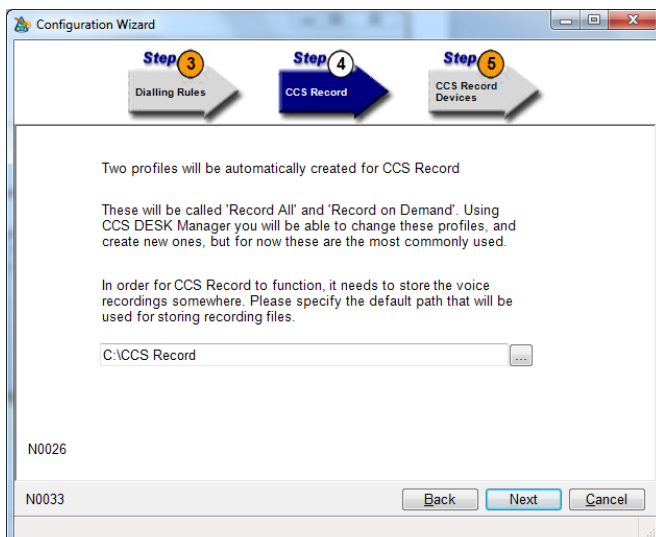 Configuration Wizard
Step 3
Dialling Rules
Step 4
CCS Record
Step 5
CCS Record
Devices
Two profiles will be automatically created for CCS Record
These will be called 'Record All' and 'Record on Demand'. Using
CCS DESK Manager you will be able to change these profiles, and
create new ones, but for now these are the most commonly used.
In order for CCS Record to function, it needs to store the voice
recordings somewhere. Please specify the default path that will be
used for storing recording files.
C:\CCS Record
...
N0026
N0033
Back
Next
Cancel